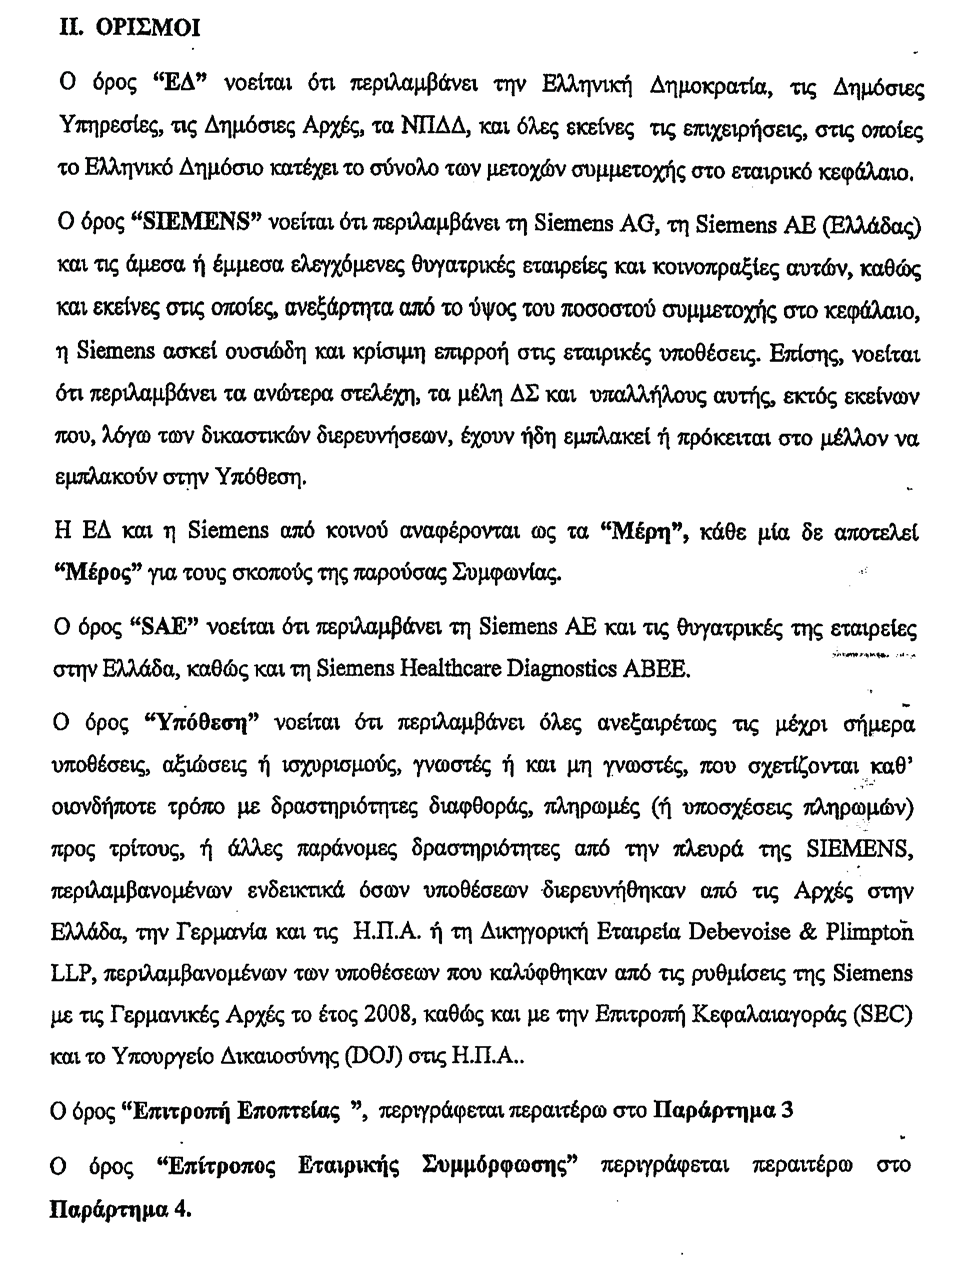 II. ΟΡΙΣΜΟΙ
Ο όρος “ΕΔ” νοείται ότι περιλαμβάνει την Ελληνική Δημοκρατία, τις Δημόσιες
Υπηρεσίες, τις Δημόσιες Αρχές, τα ΝΠΔΔ, και όλες εκείνες τις επιχειρήσεις, στις οποίες
το Ελληνικό Δημόσιο κατέχει το σύνολο των μετοχών συμμετοχής στο εταιρικό κεφάλαιο.
Ο όρος “SIEMENS” νοείται ότι περιλαμβάνει τη Siemens AG, τη Siemens AE (Ελλάδας)
και τις άμεσα ή έμμεσα ελεγχόμενες θυγατρικές εταιρείες και κοινοπραξίες αυτών, καθώς
και εκείνες στις οποίες, ανεξάρτητα από το ύψος του ποσοστού συμμετοχής στο κεφάλαιο,
η Siemens ασκεί ουσιώδη και κρίσιμη επιρροή στις εταιρικές υποθέσεις. Επίσης, νοείται
ότι περιλαμβάνει τα ανώτερα στελέχη, τα μέλη ΔΣ και υπαλλήλους αυτής, εκτός εκείνων
που, λόγω των δικαστικών διερευνήσεων, έχουν ήδη εμπλακεί ή πρόκειται στο μέλλον να
εμπλακούν στην Υπόθεση.
Η ΕΔ και η Siemens από κοινού αναφέρονται ως τα “Μέρη”, κάθε μία δε αποτελεί
“Μέρος” για τους σκοπούς της παρούσας Συμφωνίας.
Ο όρος “SAE” νοείται ότι περιλαμβάνει τη Siemens AE και τις θυγατρικές της εταιρείες
στην Ελλάδα, καθώς και τη Siemens Healthcare Diagnostics ABEE.
Ο όρος “Υπόθεση” νοείται ότι περιλαμβάνει όλες ανεξαιρέτως τις μέχρι σήμερα
υποθέσεις, αξιώσεις ή ισχυρισμούς, γνωστές ή και μη γνωστές, που σχετίζονται καθ’
οιονδήποτε τρόπο με δραστηριότητες διαφθοράς, πληρωμές (ή υποσχέσεις πληρωμών)
προς τρίτους, ή άλλες παράνομες δραστηριότητες από την πλευρά της SIEMENS,
περιλαμβανομένων ενδεικτικά όσων υποθέσεων διερευνήθηκαν από τις Αρχές στην
Ελλάδα, την Γερμανία και τις Η.Π.Α. ή τη Δικηγορική Εταιρεία Debevoise & Plimpton
LLP, περιλαμβανομένων των υποθέσεων που καλύφθηκαν από τις ρυθμίσεις της Siemens
με τις Γερμανικές Αρχές το έτος 2008, καθώς και με την Επιτροπή Κεφαλαιαγοράς (SEC)
και το Υπουργείο Δικαιοσύνης (DOJ) στις Η.Π.Α..
Ο όρος “Επιτροπή Εποπτείας ”, περιγράφεται περαιτέρω στο Παράρτημα 3
Ο όρος “Επίτροπος Εταιρικής Συμμόρφωσης” περιγράφεται περαιτέρω στο
Παράρτημα 4.